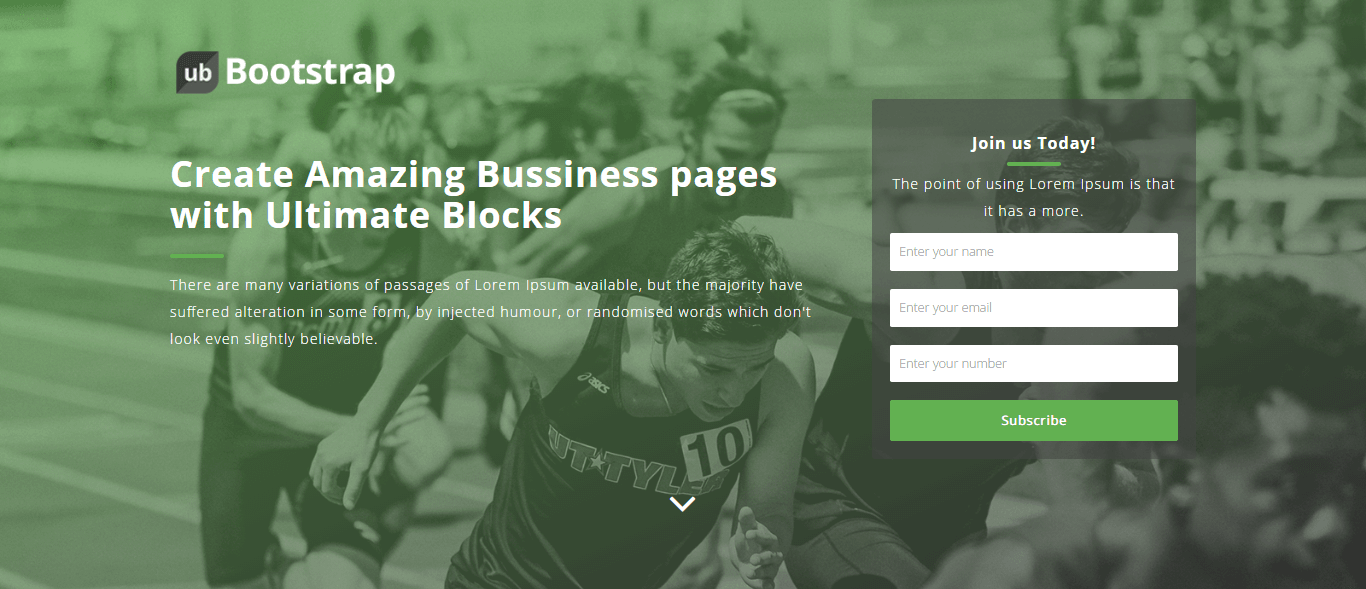 ub Bootstrap
Create Amazing Bussiness pages
with Ultimate Blocks
There are many variations of passages of Lorem Ipsum available, but the majority have
suffered alteration in some form, by injected humour, or randomised words which don't
look even slightly believable.
Join us Today!
The point of using Lorem Ipsum is that
it has a more.
Enter your name
Enter your email
Enter your number
Subscribe
asics
UT★TYLER
10